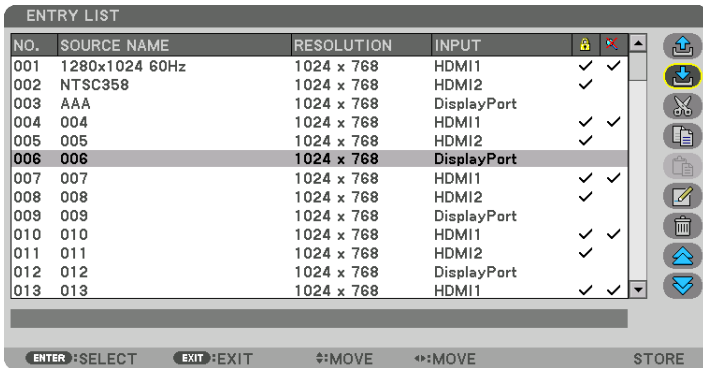 ENTRY LIST
NO. SOURCE NAME RESOLUTION INPUT
001 1280x1024 60Hz 1024 x 768 HDMI1 ✓ ✓
002 NTSC358 1024 x 768 HDMI2 ✓
003 AAA 1024 x 768 DisplayPort
004 004 1024 x 768 HDMI1 ✓ ✓
005 005 1024 x 768 HDMI2 ✓
006 006 1024 x 768 DisplayPort
007 007 1024 x 768 HDMI1 ✓ ✓
008 008 1024 x 768 HDMI2 ✓
009 009 1024 x 768 DisplayPort
010 010 1024 x 768 HDMI1 ✓ ✓
011 011 1024 x 768 HDMI2 ✓
012 012 1024 x 768 DisplayPort
013 013 1024 x 768 HDMI1 ✓ ✓
ENTER:SELECT EXIT:EXIT :MOVE :MOVE STORE